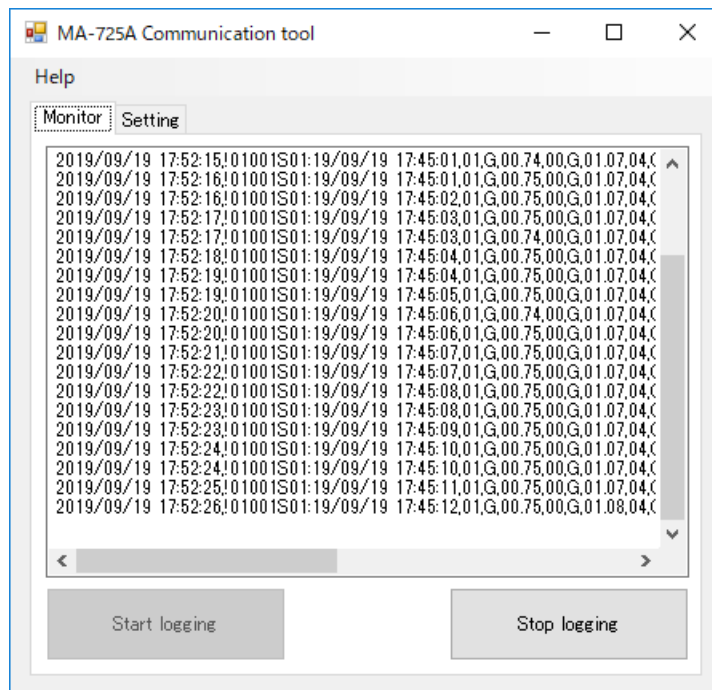 MA-725A Communication tool
Help
Monitor Setting
2019/09/19 17:52:15,!01001S01:19/09/19 17:45:01,01,G,00.74,00,G,01.07,04,(
2019/09/19 17:52:16,!01001S01:19/09/19 17:45:01,01,G,00.75,00,G,01.07,04,(
2019/09/19 17:52:16,!01001S01:19/09/19 17:45:02,01,G,00.75,00,G,01.07,04,(
2019/09/19 17:52:17,!01001S01:19/09/19 17:45:03,01,G,00.75,00,G,01.07,04,(
2019/09/19 17:52:17,!01001S01:19/09/19 17:45:03,01,G,00.74,00,G,01.07,04,(
2019/09/19 17:52:18,!01001S01:19/09/19 17:45:04,01,G,00.75,00,G,01.07,04,(
2019/09/19 17:52:19,!01001S01:19/09/19 17:45:04,01,G,00.75,00,G,01.07,04,(
2019/09/19 17:52:19,!01001S01:19/09/19 17:45:05,01,G,00.75,00,G,01.07,04,(
2019/09/19 17:52:20,!01001S01:19/09/19 17:45:06,01,G,00.74,00,G,01.07,04,(
2019/09/19 17:52:20,!01001S01:19/09/19 17:45:06,01,G,00.75,00,G,01.07,04,(
2019/09/19 17:52:21,!01001S01:19/09/19 17:45:07,01,G,00.75,00,G,01.07,04,(
2019/09/19 17:52:22,!01001S01:19/09/19 17:45:07,01,G,00.75,00,G,01.07,04,(
2019/09/19 17:52:22,!01001S01:19/09/19 17:45:08,01,G,00.75,00,G,01.07,04,(
2019/09/19 17:52:23,!01001S01:19/09/19 17:45:08,01,G,00.75,00,G,01.07,04,(
2019/09/19 17:52:23,!01001S01:19/09/19 17:45:09,01,G,00.75,00,G,01.07,04,(
2019/09/19 17:52:24,!01001S01:19/09/19 17:45:10,01,G,00.75,00,G,01.07,04,(
2019/09/19 17:52:24,!01001S01:19/09/19 17:45:10,01,G,00.75,00,G,01.07,04,(
2019/09/19 17:52:25,!01001S01:19/09/19 17:45:11,01,G,00.75,00,G,01.07,04,(
2019/09/19 17:52:26,!01001S01:19/09/19 17:45:12,01,G,00.75,00,G,01.08,04,(
Start logging Stop logging